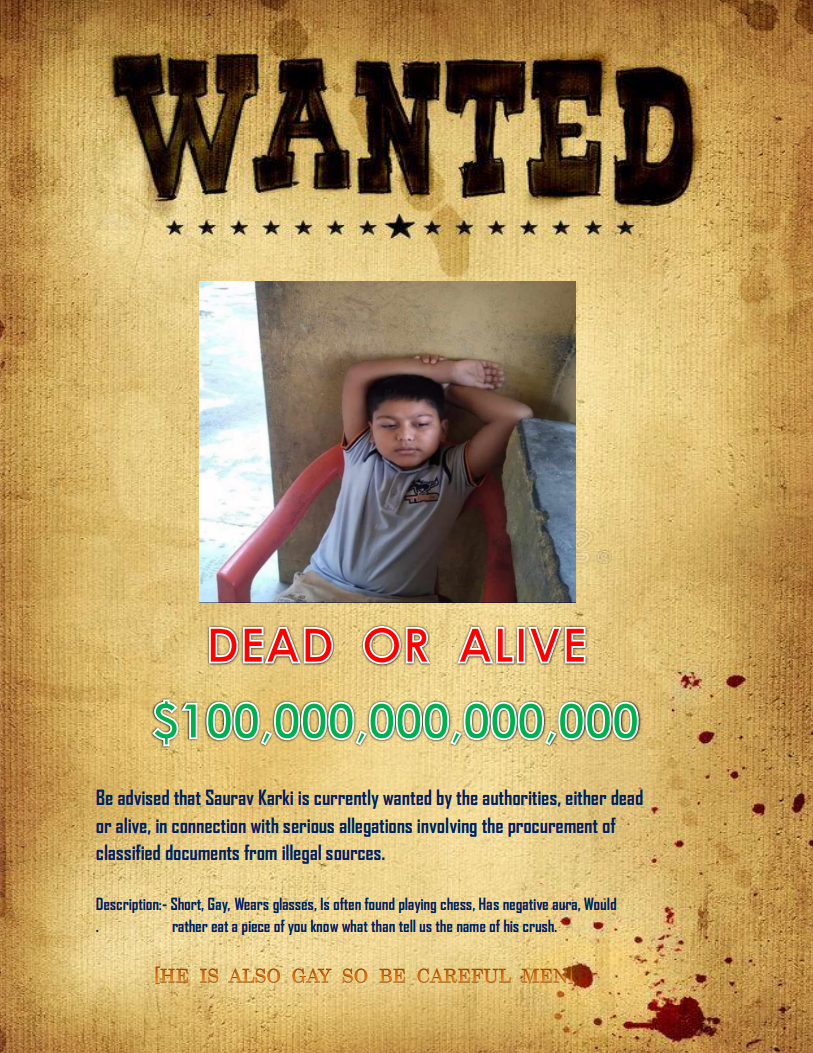 WANTED
DEAD OR ALIVE
$100,000,000,000,000
Be advised that Saurav Karki is currently wanted by the authorities, either dead
or alive, in connection with serious allegations involving the procurement of
classified documents from illegal sources.
Description:- Short, Gay, Wears glasses, Is often found playing chess, Has negative aura, Would
. rather eat a piece of you know what than tell us the name of his crush.
[HE IS ALSO GAY SO BE CAREFUL MEN]